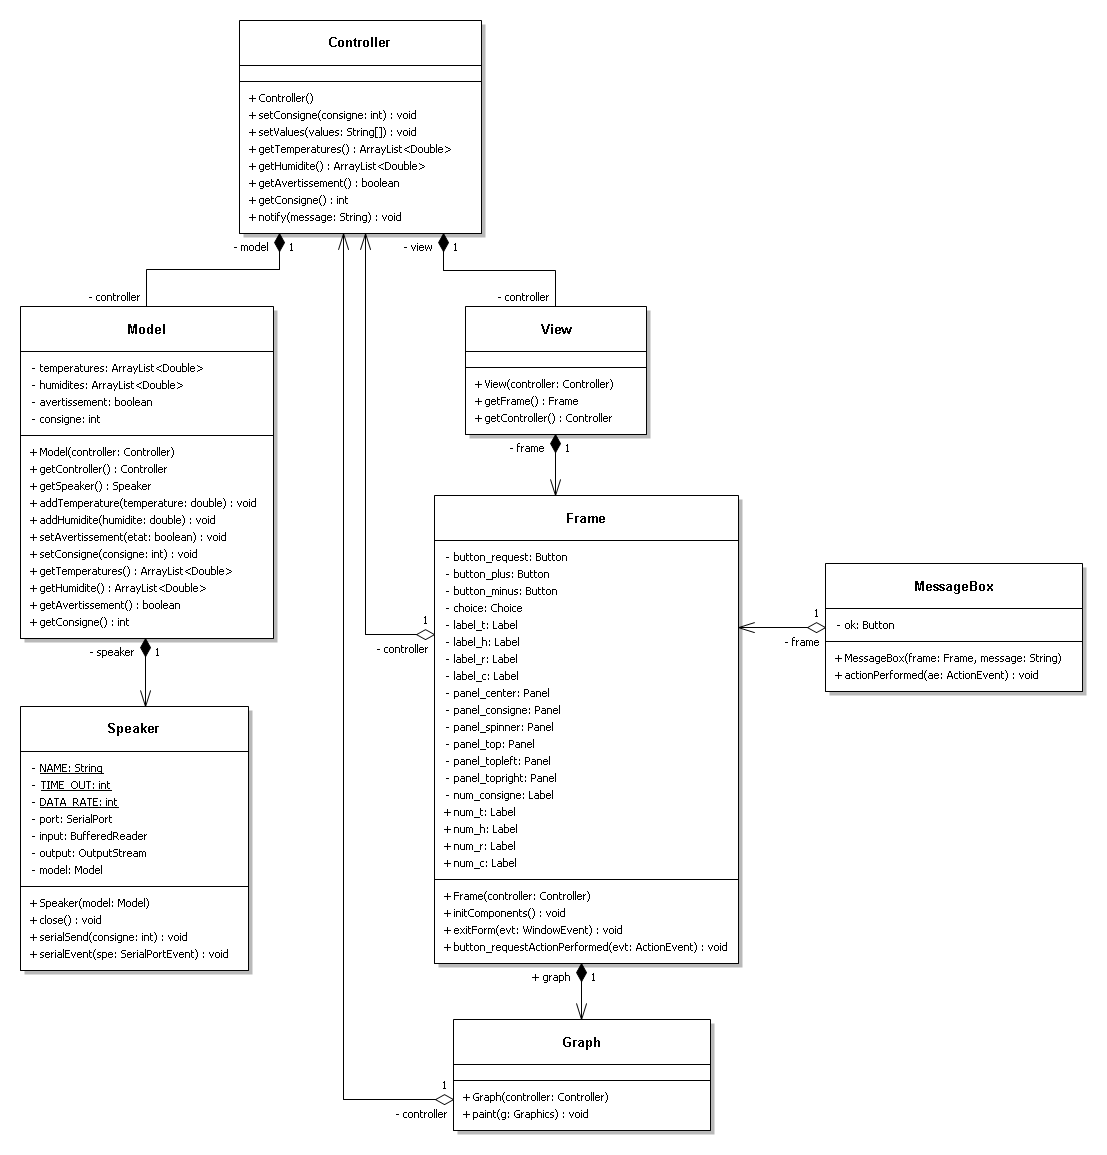 Controller
+ Controller()
+ setConsigne(consigne: int) : void
+ setValues(values: String[]) : void
+ getTemperatures() : ArrayList<Double>
+ getHumidite() : ArrayList<Double>
+ getAvertissement() : boolean
+ getConsigne() : int
+ notify(message: String) : void
- model 1
- view 1
- controller
- controller
Model
- temperatures: ArrayList<Double>
- humidites: ArrayList<Double>
- avertissement: boolean
- consigne: int
+ Model(controller: Controller)
+ getController() : Controller
+ getSpeaker() : Speaker
+ addTemperature(temperature: double) : void
+ addHumidite(humidite: double) : void
+ setAvertissement(etat: boolean) : void
+ setConsigne(consigne: int) : void
+ getTemperatures() : ArrayList<Double>
+ getHumidite() : ArrayList<Double>
+ getAvertissement() : boolean
+ getConsigne() : int
- speaker 1
Speaker
- NAME: String
- TIME_OUT: int
- DATA_RATE: int
- port: SerialPort
- input: BufferedReader
- output: OutputStream
- model: Model
+ Speaker(model: Model)
+ close() : void
+ serialSend(consigne: int) : void
+ serialEvent(spe: SerialPortEvent) : void
View
+ View(controller: Controller)
+ getFrame() : Frame
+ getController() : Controller
- frame 1
Frame
- button_request: Button
- button_plus: Button
- button_minus: Button
- choice: Choice
- label_t: Label
- label_h: Label
- label_r: Label
- label_c: Label
- panel_center: Panel
- panel_consigne: Panel
- panel_spinner: Panel
- panel_top: Panel
- panel_topleft: Panel
- panel_topright: Panel
- num_consigne: Label
+ num_t: Label
+ num_h: Label
+ num_r: Label
+ num_c: Label
+ Frame(controller: Controller)
+ initComponents() : void
+ exitForm(evt: WindowEvent) : void
+ button_requestActionPerformed(evt: ActionEvent) : void
1
- controller
MessageBox
- ok: Button
+ MessageBox(frame: Frame, message: String)
+ actionPerformed(ae: ActionEvent) : void
1
- frame
+ graph 1
Graph
+ Graph(controller: Controller)
+ paint(g: Graphics) : void
1
- controller